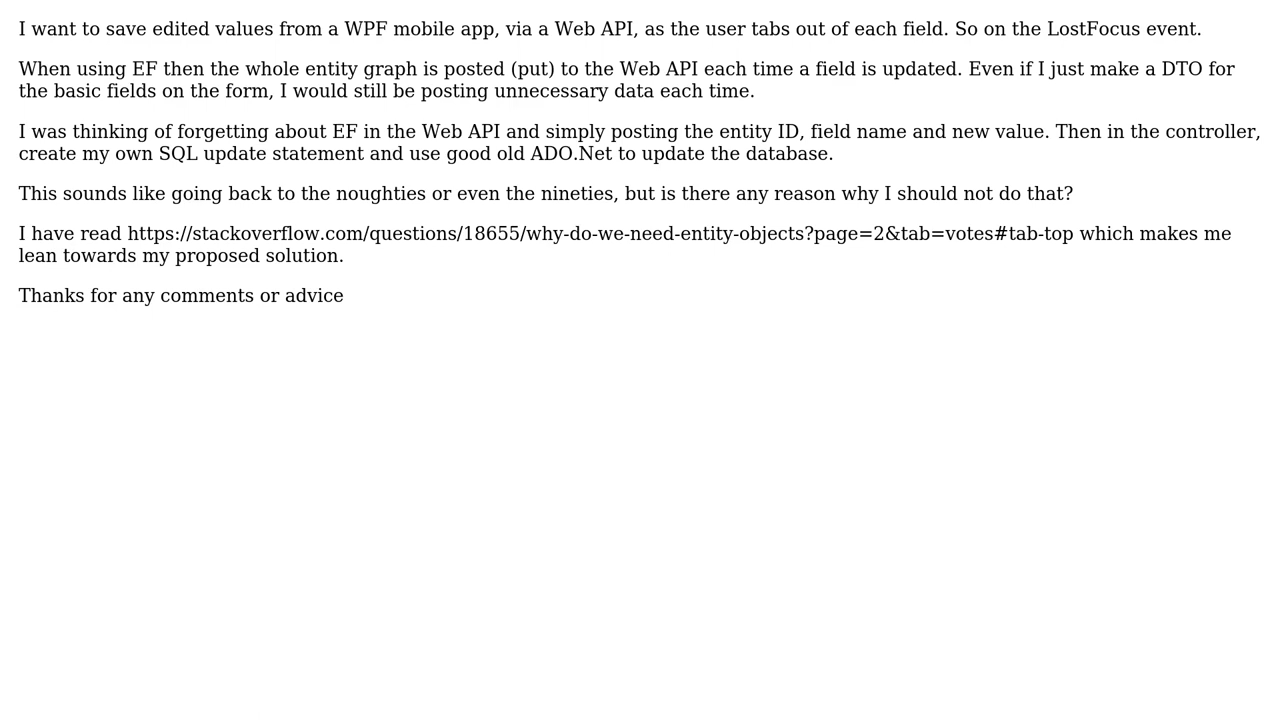 I want to save edited values from a WPF mobile app, via a Web API, as the user tabs out of each field. So on the LostFocus event.
When using EF then the whole entity graph is posted (put) to the Web API each time a field is updated. Even if I just make a DTO for
the basic fields on the form, I would still be posting unnecessary data each time.
I was thinking of forgetting about EF in the Web API and simply posting the entity ID, field name and new value. Then in the controller,
create my own SQL update statement and use good old ADO.Net to update the database.
This sounds like going back to the noughties or even the nineties, but is there any reason why I should not do that?
I have read https://stackoverflow.com/questions/18655/why-do-we-need-entity-objects?page=2&tab=votes#tab-top which makes me
lean towards my proposed solution.
Thanks for any comments or advice